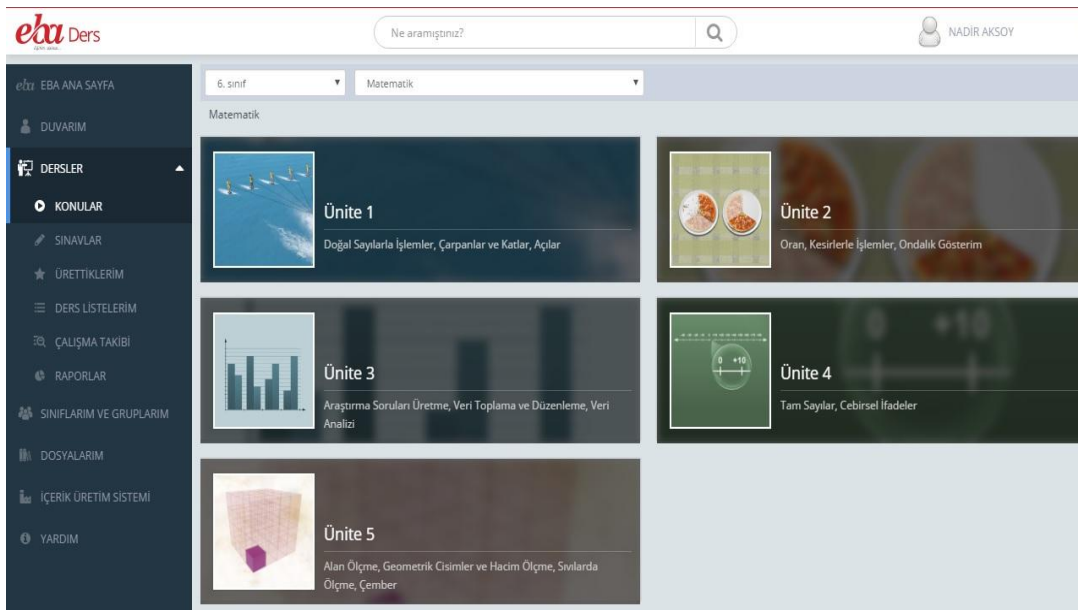 eba Ders
Ne aramıştınız?
NADİR AKSOY
eba EBA ANA SAYFA
DUVARIM
DERSLER
KONULAR
SINAVLAR
ÜRETTİKLERİM
DERS LİSTELERİM
ÇALIŞMA TAKİBİ
RAPORLAR
SINIFLARIM VE GRUPLARIM
DOSYALARIM
İÇERİK ÜRETİM SİSTEMİ
YARDIM
6. sınıf
Matematik
Matematik
Ünite 1
Doğal Sayılarla İşlemler, Çarpanlar ve Katlar, Açılar
Ünite 2
Oran, Kesirlerle İşlemler, Ondalık Gösterim
Ünite 3
Araştırma Soruları Üretme, Veri Toplama ve Düzenleme, Veri
Analizi
0 +10
0 +10
Ünite 4
Tam Sayılar, Cebirsel İfadeler
Ünite 5
Alan Ölçme, Geometrik Cisimler ve Hacim Ölçme, Sıvılarda
Ölçme, Çember